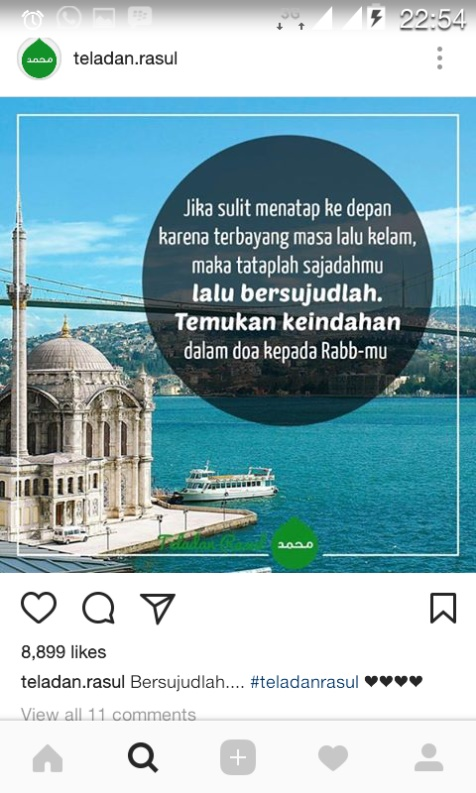 3G
22:54
محمد
teladan.rasul
Jika sulit menatap ke depan
karena terbayang masa lalu kelam,
maka tataplah sajadahmu
lalu bersujudlah.
Temukan keindahan
dalam doa kepada Rabb-mu
Teladan Rasul
محمد
8,899 likes
teladan.rasul Bersujudlah.... #teladanrasul ♥♥♥♥
View all 11 comments